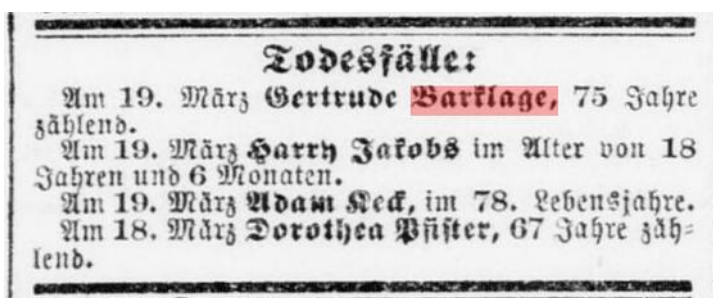 Todesfälle:
Am 19. März Gertrude Barklage, 75 Jahre
zählend.
Am 19. März Harry Jakobs im Alter von 18
Jahren und 6 Monaten.
Am 19. März Adam Keck, im 78. Lebensjahre.
Am 18. März Dorothea Pfister, 67 Jahre zäh=
lend.